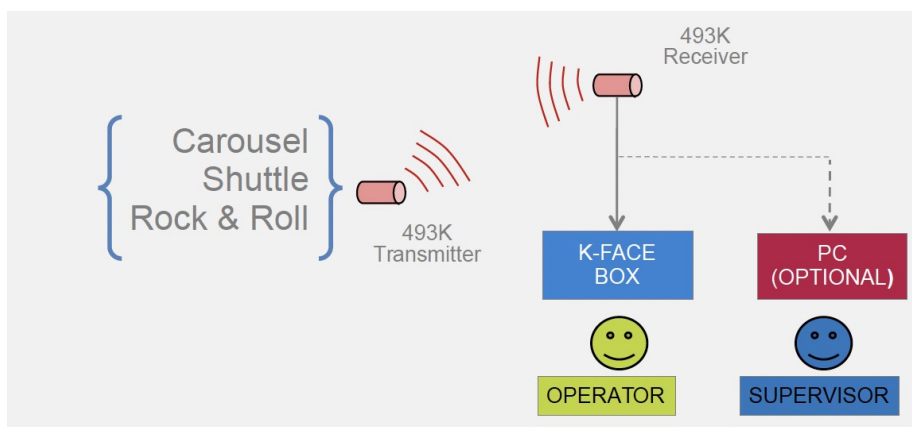 493K
Receiver
Carousel
Shuttle
Rock & Roll
493K
Transmitter
K-FACE
BOX
PC
(OPTIONAL)
OPERATOR
SUPERVISOR